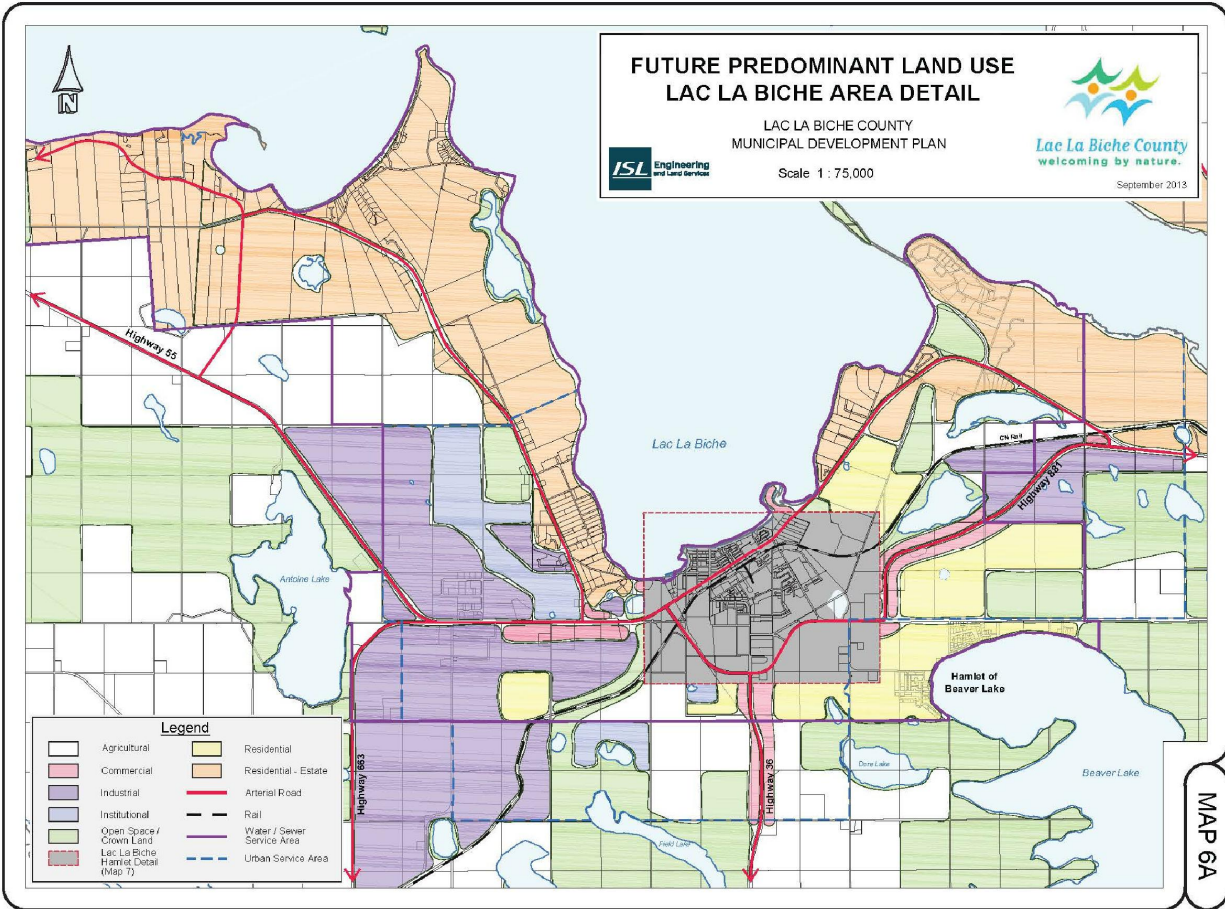 FUTURE PREDOMINANT LAND USE
LAC LA BICHE AREA DETAIL
LAC LA BICHE COUNTY
MUNICIPAL DEVELOPMENT PLAN
Scale 1 : 75,000
ISL Engineering
and Land Services
Lac La Biche County
welcoming by nature.
September 2013
N
Highway 55
Lac La Biche
CN Rail
Highway 881
Antoine Lake
Hamlet of
Beaver Lake
Highway 663
Highway 36
Dore Lake
Beaver Lake
Field Lake
Legend
Agricultural
Commercial
Industrial
Institutional
Open Space /
Crown Land
Lac La Biche
Hamlet Detail
(Map 7)
Residential
Residential - Estate
Arterial Road
Rail
Water / Sewer
Service Area
Urban Service Area
MAP 6A